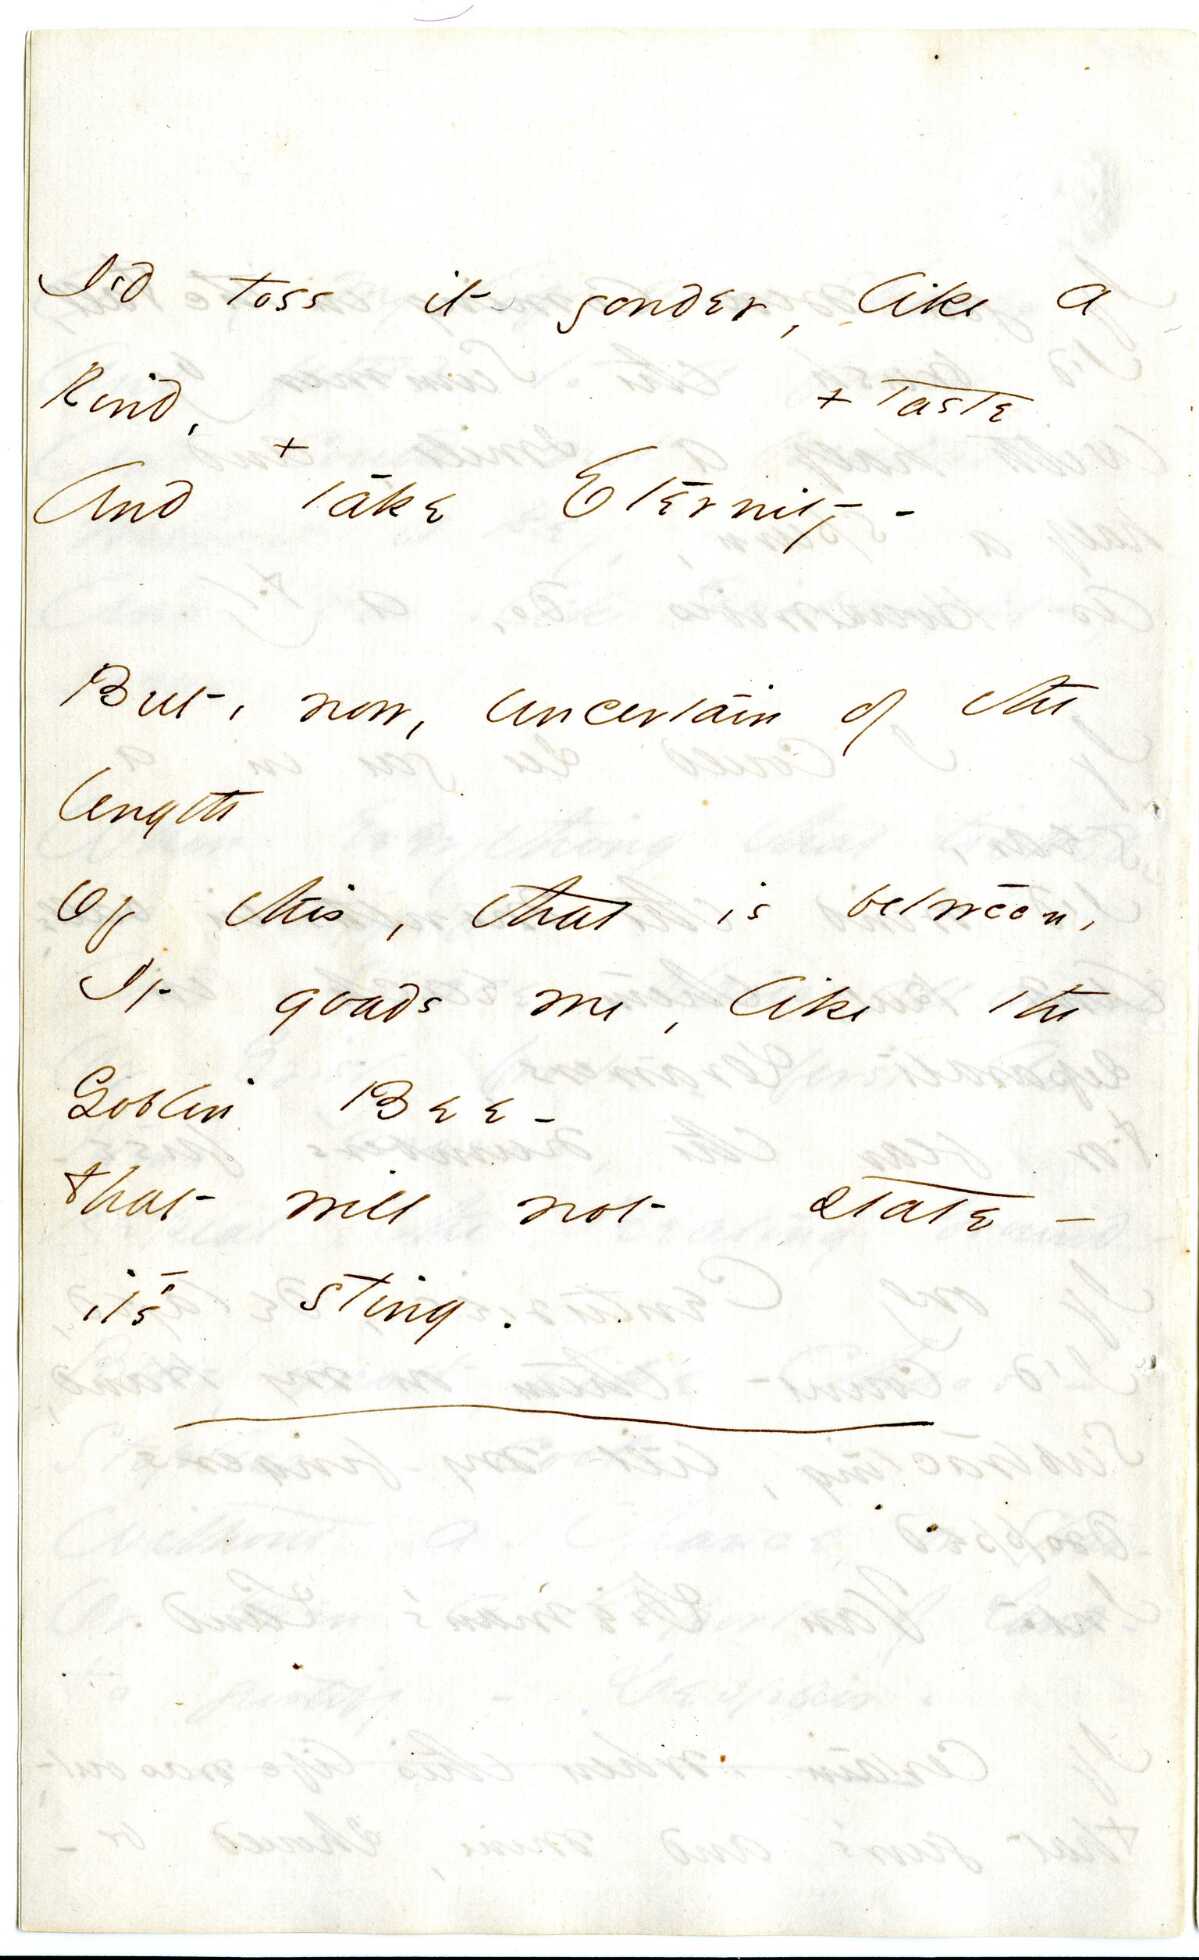 I'd toss it yonder, like a
Rind,
+ taste
And + take Eternity -
But, now, uncertain of the
length
Of this, that is between,
It goads me, like the
Goblin Bee -
That will not state -
it's sting.